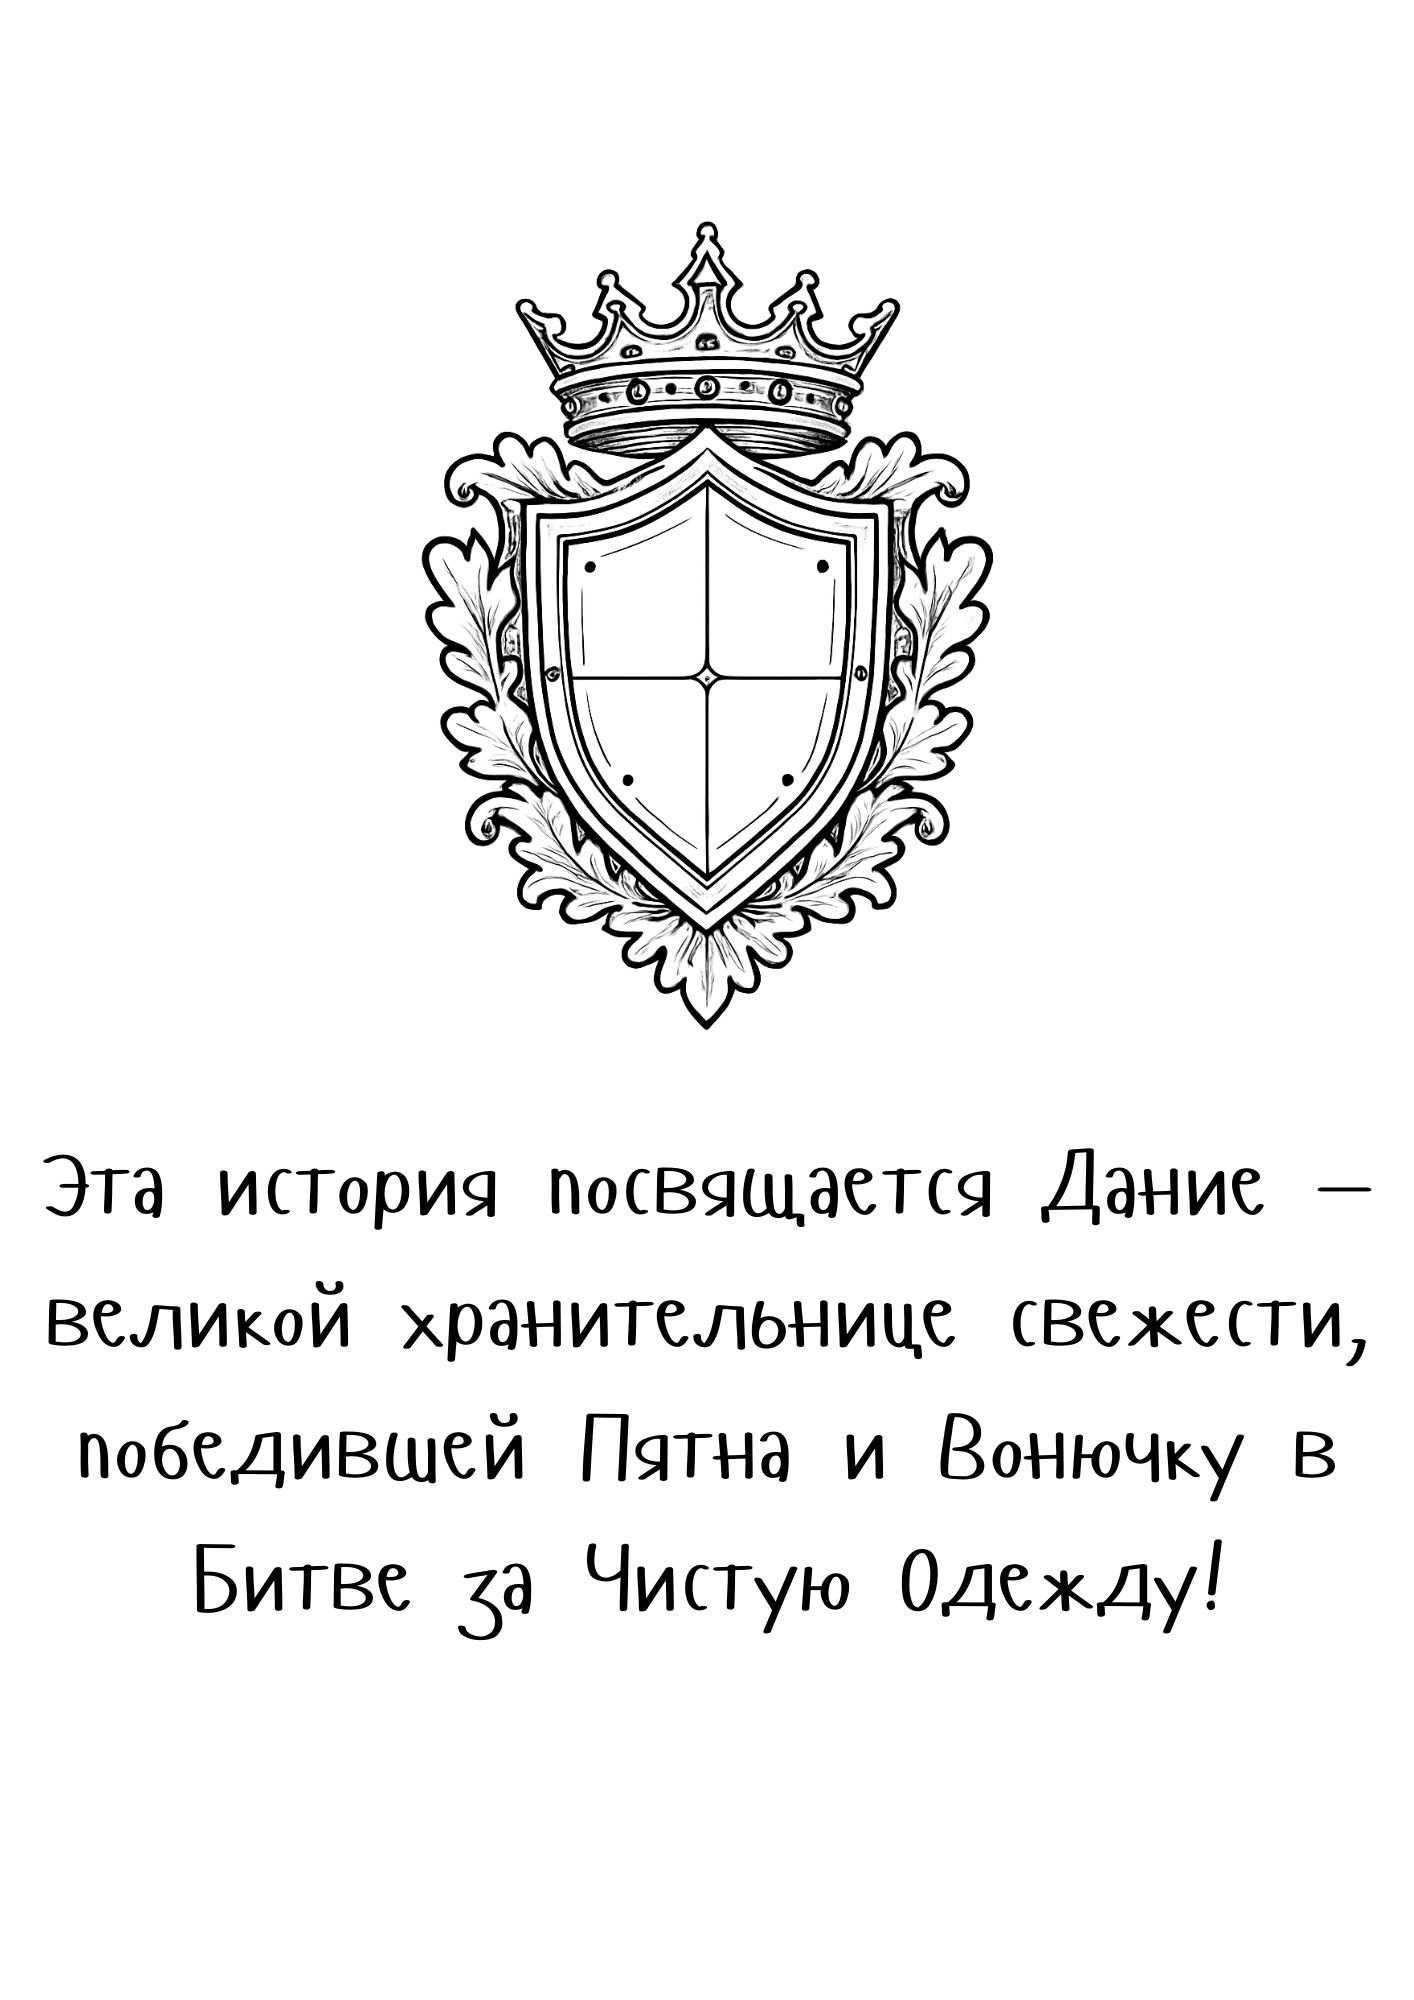 Эта история посвящается Дание –
великой хранительнице свежести,
победившей Пятна и Вонючку в
Битве за Чистую Одежду!